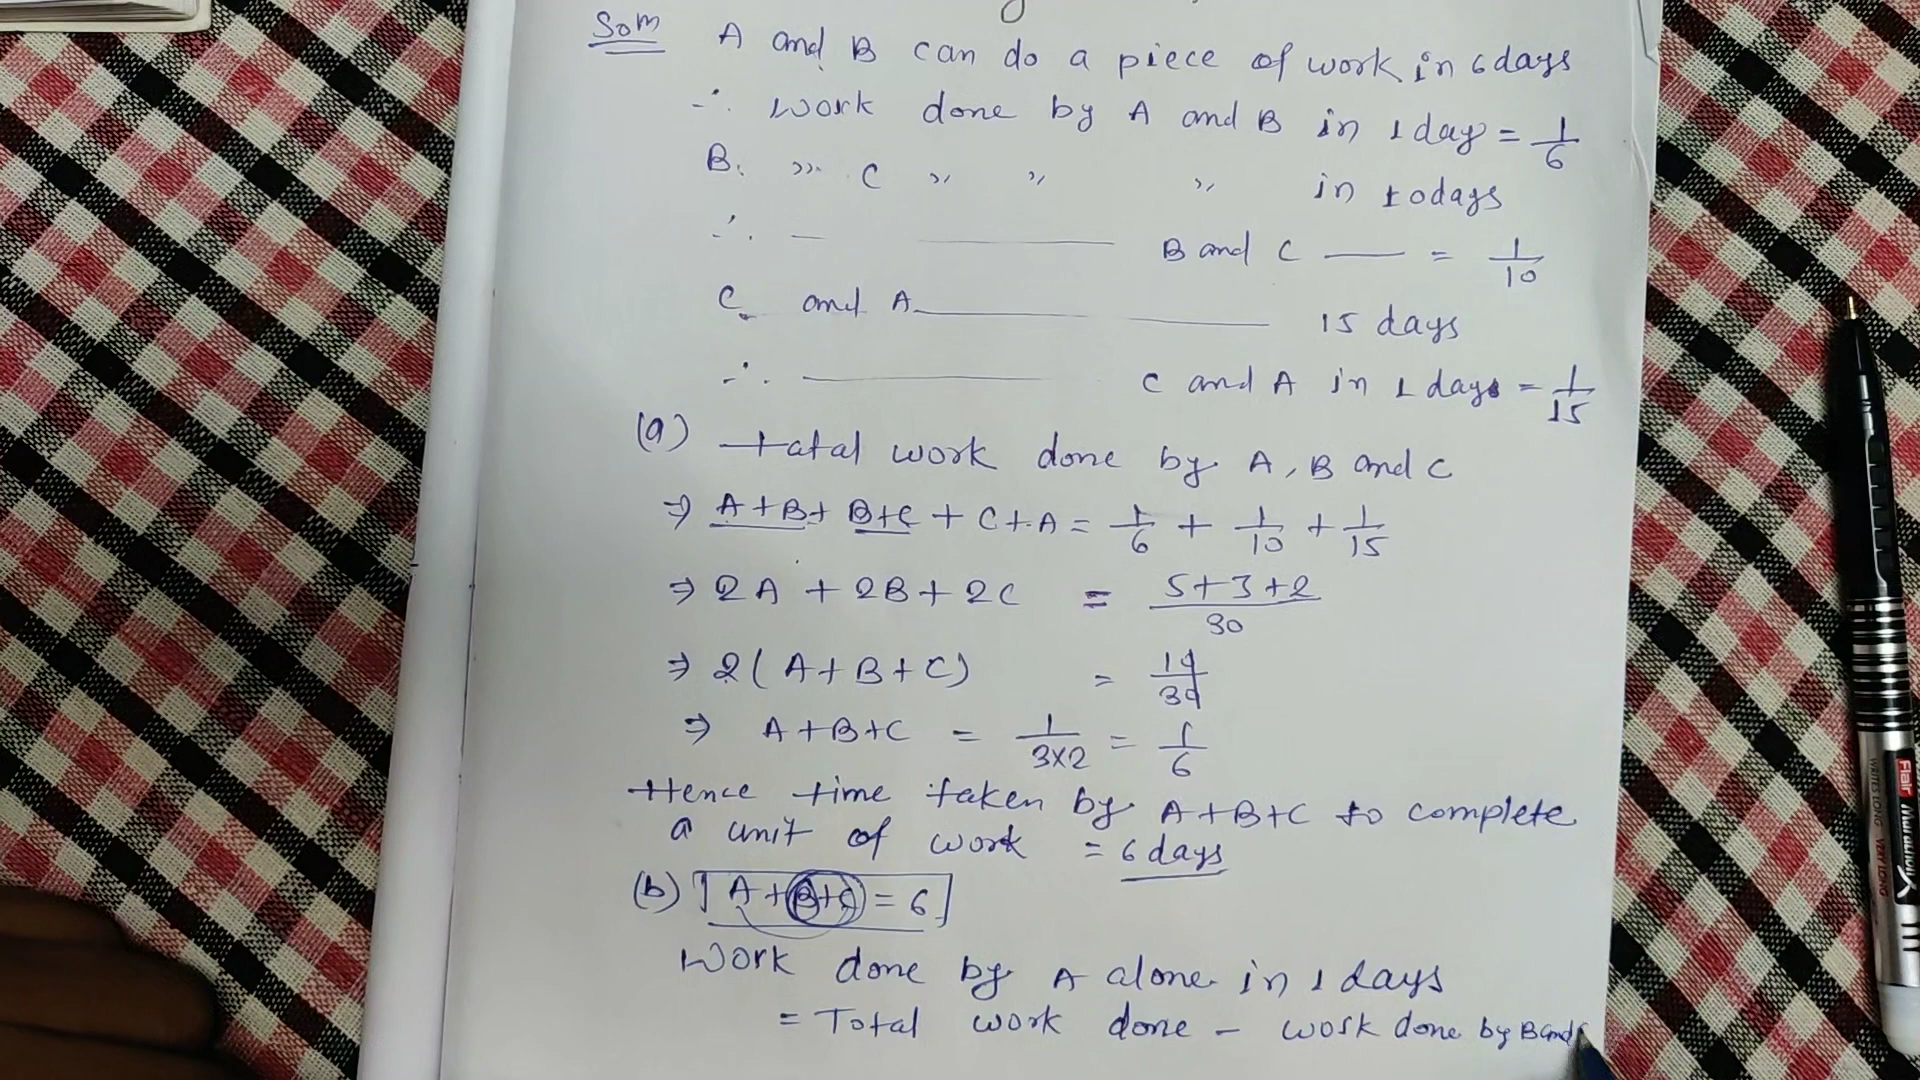 Som A and B can do a piece of work in 6 days
∴ work done by A and B in 1 day = 1/6
B ,, C ,, ,, ,, in 10 days
∴ — —— B and C — = 1/10
C and A —— 15 days
∴ —— C and A in 1 days = 1/15
(a) Total work done by A, B and C
⇒ A+B+ B+C + C+A = 1/6 + 1/10 + 1/15
⇒ 2A + 2B + 2C = 5+3+2/30
⇒ 2(A+B+C) = 10/30
⇒ A+B+C = 1/3×2 = 1/6
Hence time taken by A+B+C to complete
a unit of work = 6 days
(b) [A+B+C = 6]
Work done by A alone in 1 days
= Total work done - work done by B and
Flair